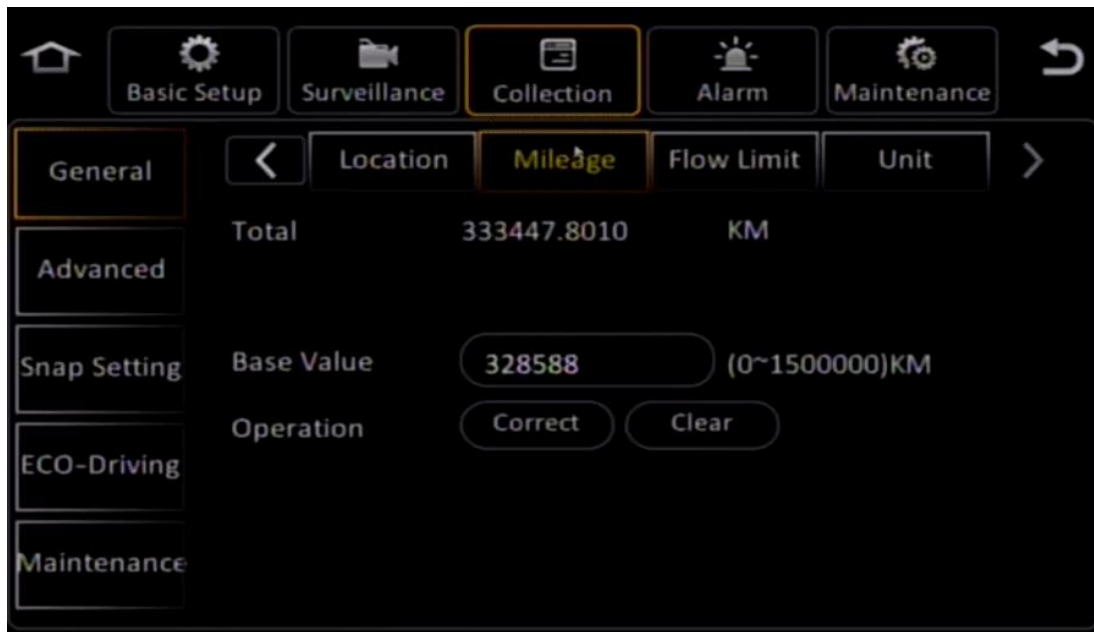 Basic Setup Surveillance Collection Alarm Maintenance
General Location Mileage Flow Limit Unit
Total 333447.8010 KM
Advanced
Snap Setting Base Value 328588 (0~1500000)KM
Operation Correct Clear
ECO-Driving
Maintenance